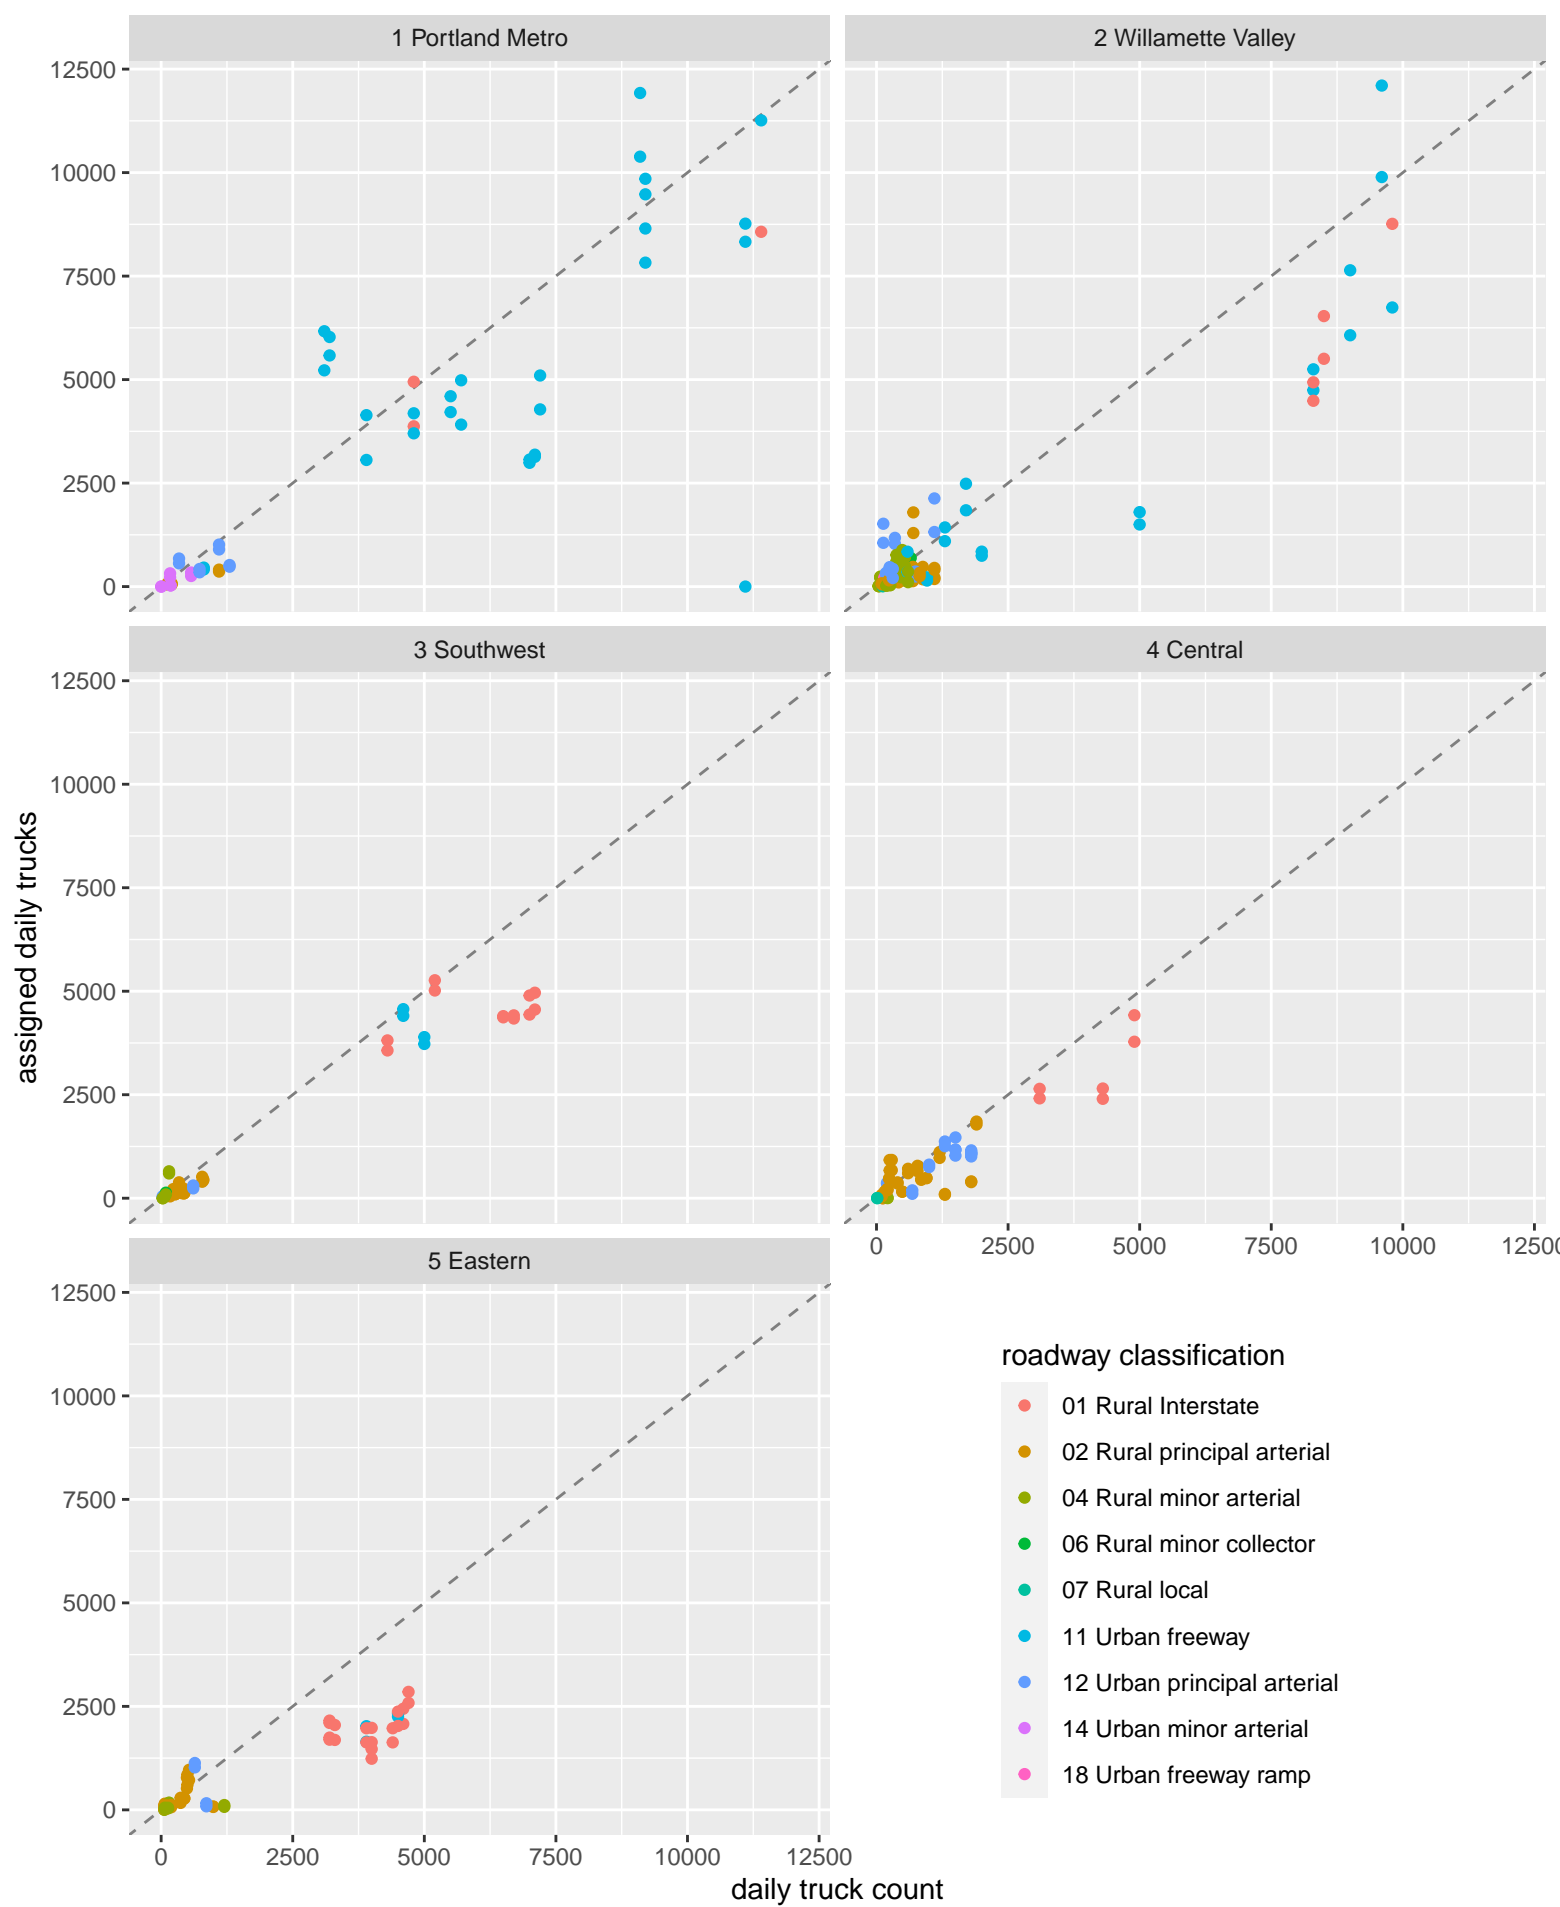 1 Portland Metro
2 Willamette Valley
12500
10000
7500
5000
2500
0
3 Southwest
4 Central
12500
10000
7500
5000
2500
0
assigned daily trucks
0 2500 5000 7500 10000 1250
5 Eastern
12500
10000
7500
5000
2500
0
0 2500 5000 7500 10000 12500
daily truck count
roadway classification
01 Rural Interstate
02 Rural principal arterial
04 Rural minor arterial
06 Rural minor collector
07 Rural local
11 Urban freeway
12 Urban principal arterial
14 Urban minor arterial
18 Urban freeway ramp